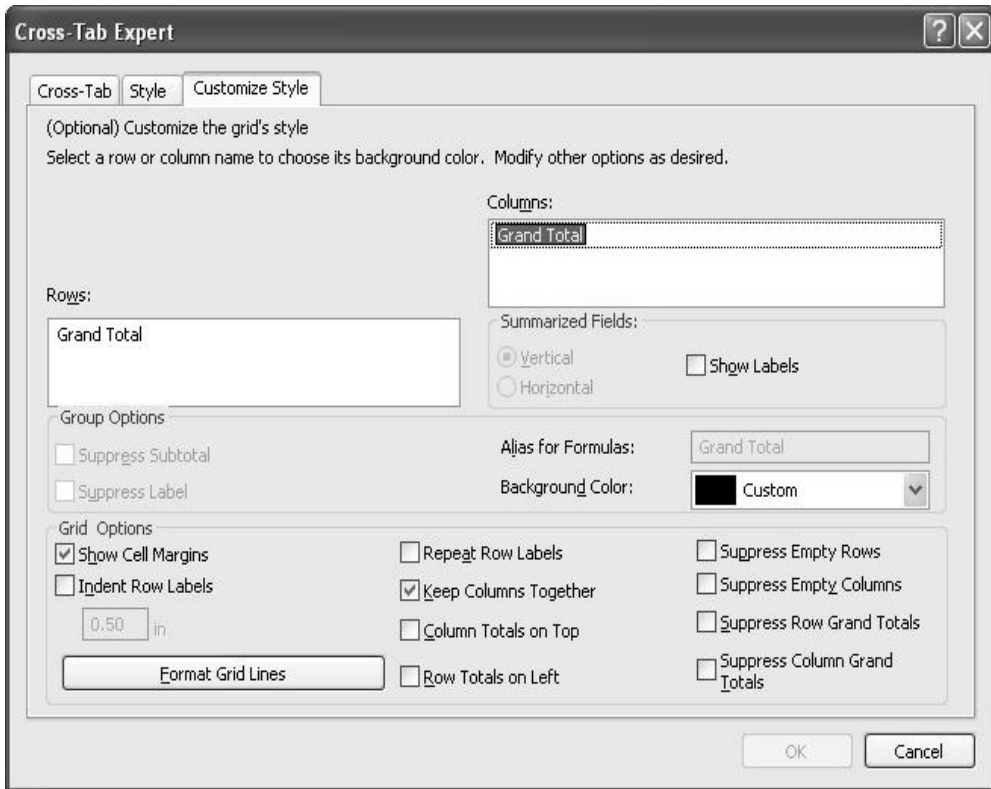 Cross-Tab Expert
Cross-Tab Style Customize Style
(Optional) Customize the grid's style
Select a row or column name to choose its background color. Modify other options as desired.
Columns:
Grand Total
Rows:
Grand Total
Summarized Fields:
Vertical
Horizontal
Show Labels
Group Options
Suppress Subtotal
Suppress Label
Alias for Formulas: Grand Total
Background Color: Custom
Grid Options
Show Cell Margins
Indent Row Labels
0.50 in
Format Grid Lines
Repeat Row Labels
Keep Columns Together
Column Totals on Top
Row Totals on Left
Suppress Empty Rows
Suppress Empty Columns
Suppress Row Grand Totals
Suppress Column Grand
Totals
OK Cancel